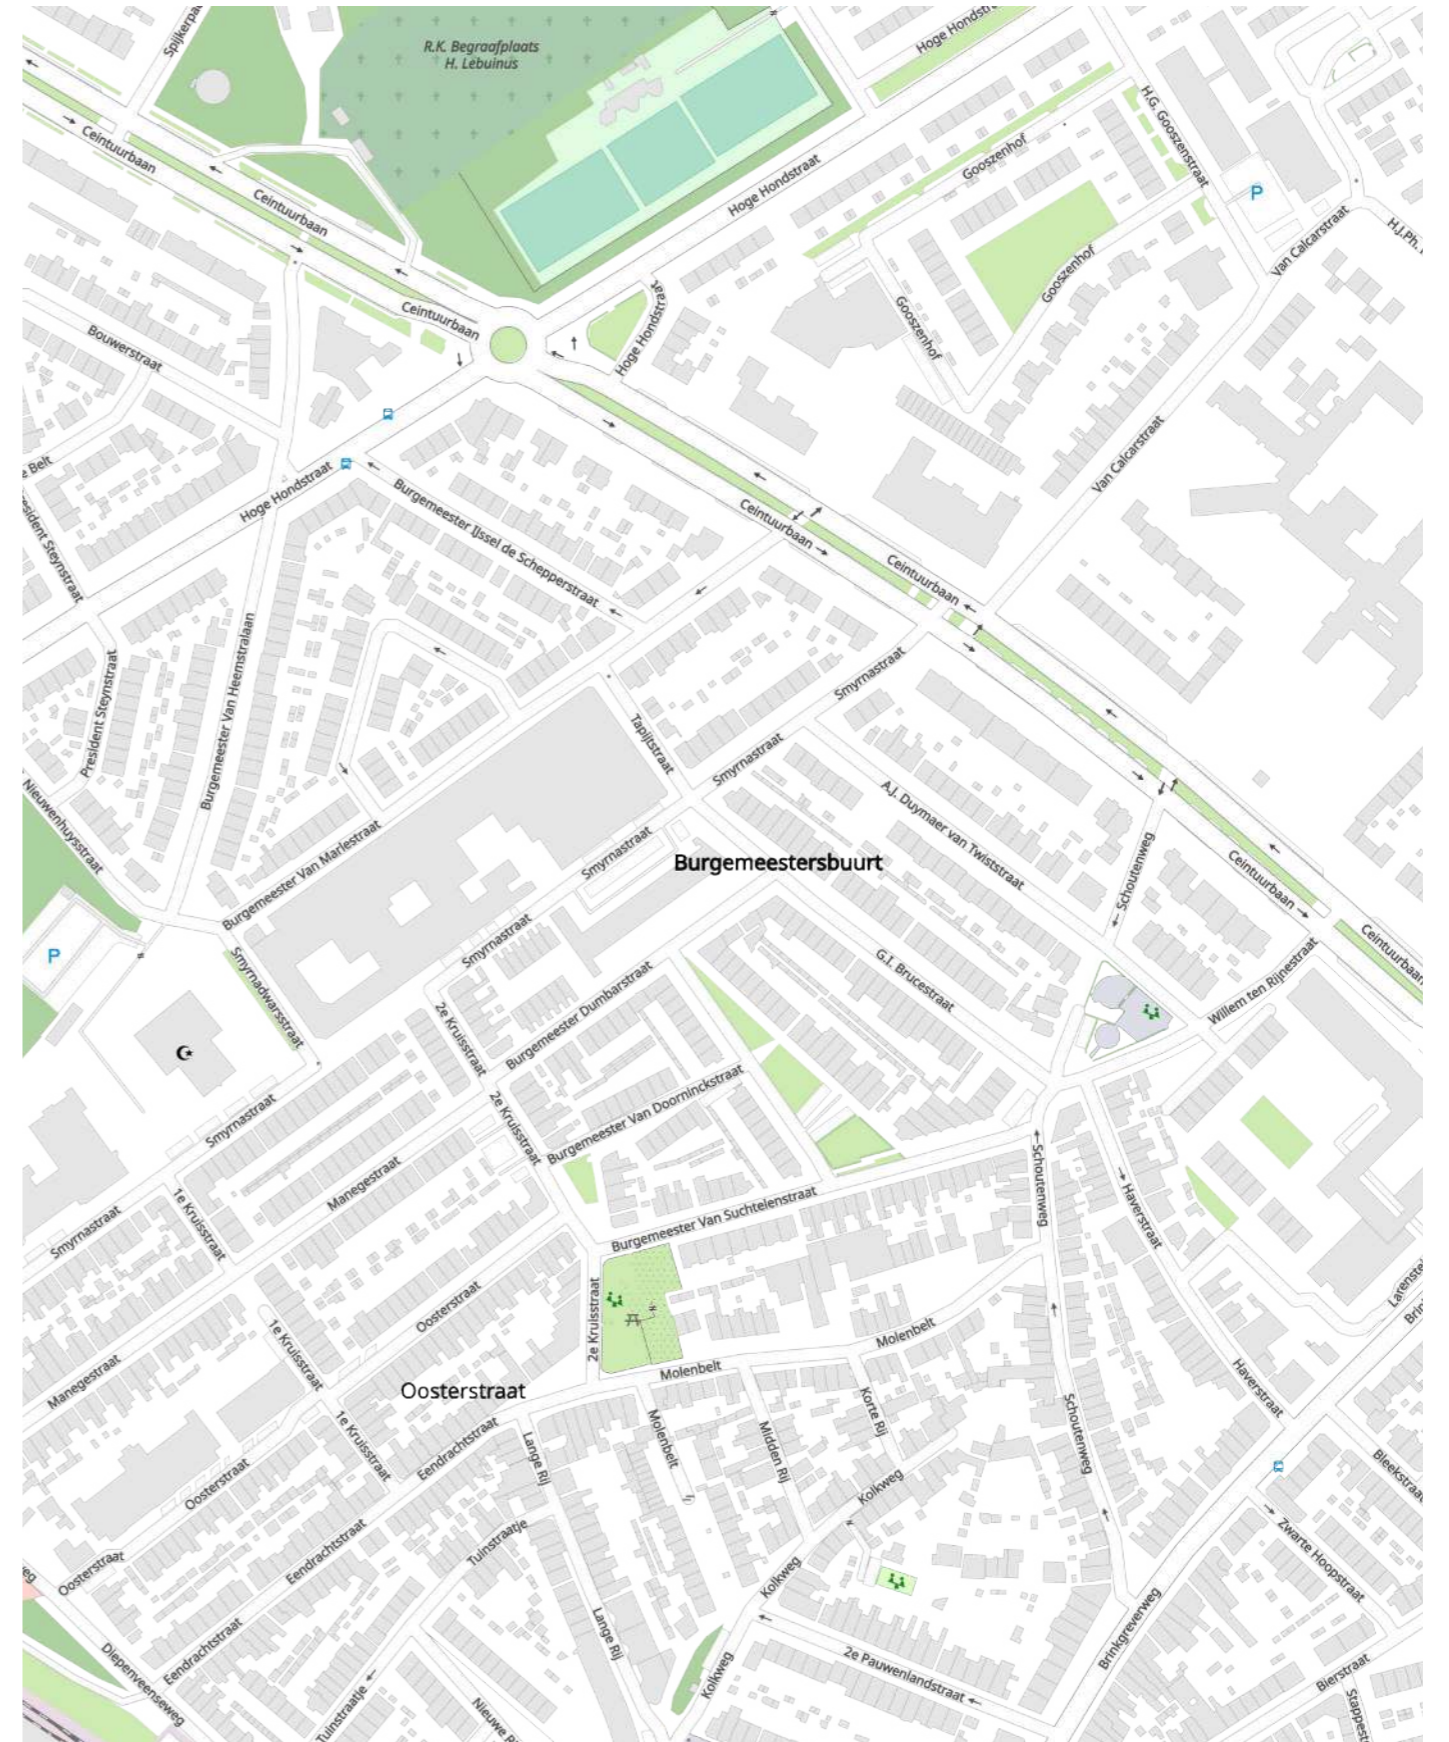 R.K. Begraafplaats
H. Lebuinus
Hoge Hondstraat
H.G. Gooszenstraat
P
Gooszenhof
Van Calcarstraat
H.J.Ph.
Ceintuurbaan
Ceintuurbaan
Hoge Hondstraat
Gooszenhof
Gooszenhof
Ceintuurbaan
Hoge Hondstraat
Bouwerstraat
Belt
Hoge Hondstraat
Burgemeester IJssel de Schepperstraat
Van Calcarstraat
Ceintuurbaan
Ceintuurbaan
President Steynstraat
Burgemeester Van Heemstralaan
Smyrnastraat
Tapijtstraat
Smyrnastraat
Nieuwenhuysstraat
A.J. Duymaer van Twiststraat
Burgemeester Van Marlestraat
Smyrnastraat
Burgemeestersbuurt
Schoutenweg
Ceintuurbaan
Ceintuurbaan
P
Smyrnadwarsstraat
Smyrnastraat
Burgemeester Dumbarstraat
G.I. Brucestraat
Willem ten Rijnestraat
2e Kruisstraat
2e Kruisstraat
Burgemeester Van Doorninckstraat
Smyrnastraat
Manegestraat
1e Kruisstraat
Smyrnastraat
Burgemeester Van Suchtelenstraat
Schoutenweg
Haverstraat
2e Kruisstraat
Oosterstraat
1e Kruisstraat
Molenbelt
Molenbelt
Manegestraat
Oosterstraat
Haverstraat
1e Kruisstraat
Eendrachtstraat
Lange Rij
Molenbelt
Midden Rij
Korte Rij
Schoutenweg
Kolkweg
Oosterstraat
Bleekstraat
Zwarte Hoopstraat
Tuinstraatje
Eendrachtstraat
Oosterstraat
Kolkweg
Brinkgreverweg
Lange Rij
Eendrachtstraat
Diepenveenseweg
Kolkweg
2e Pauwenlandstraat
Bierstraat
Tuinstraatje
Nieuwe